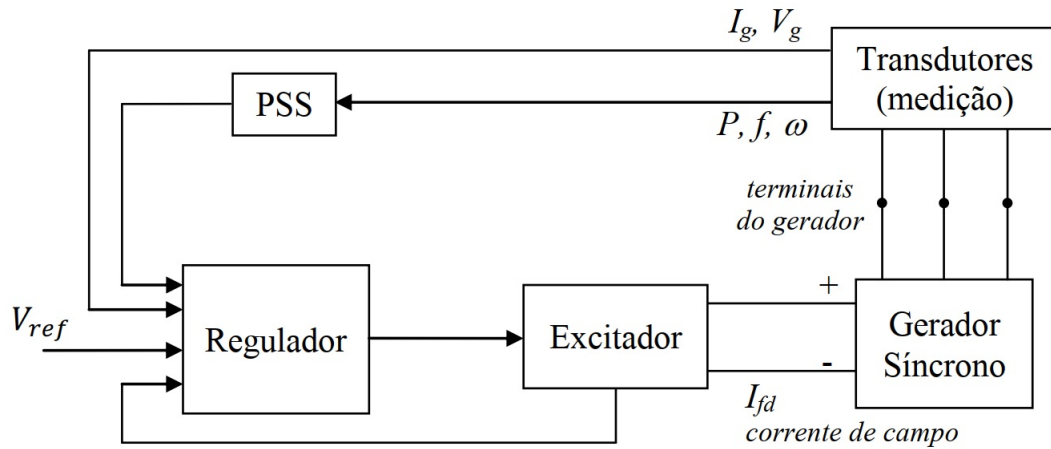 I_g, V_g
Transdutores
(medição)
PSS
P, f, ω
terminais
do gerador
V_ref
Regulador
Excitador
+
-
Gerador
Síncrono
I_fd
corrente de campo